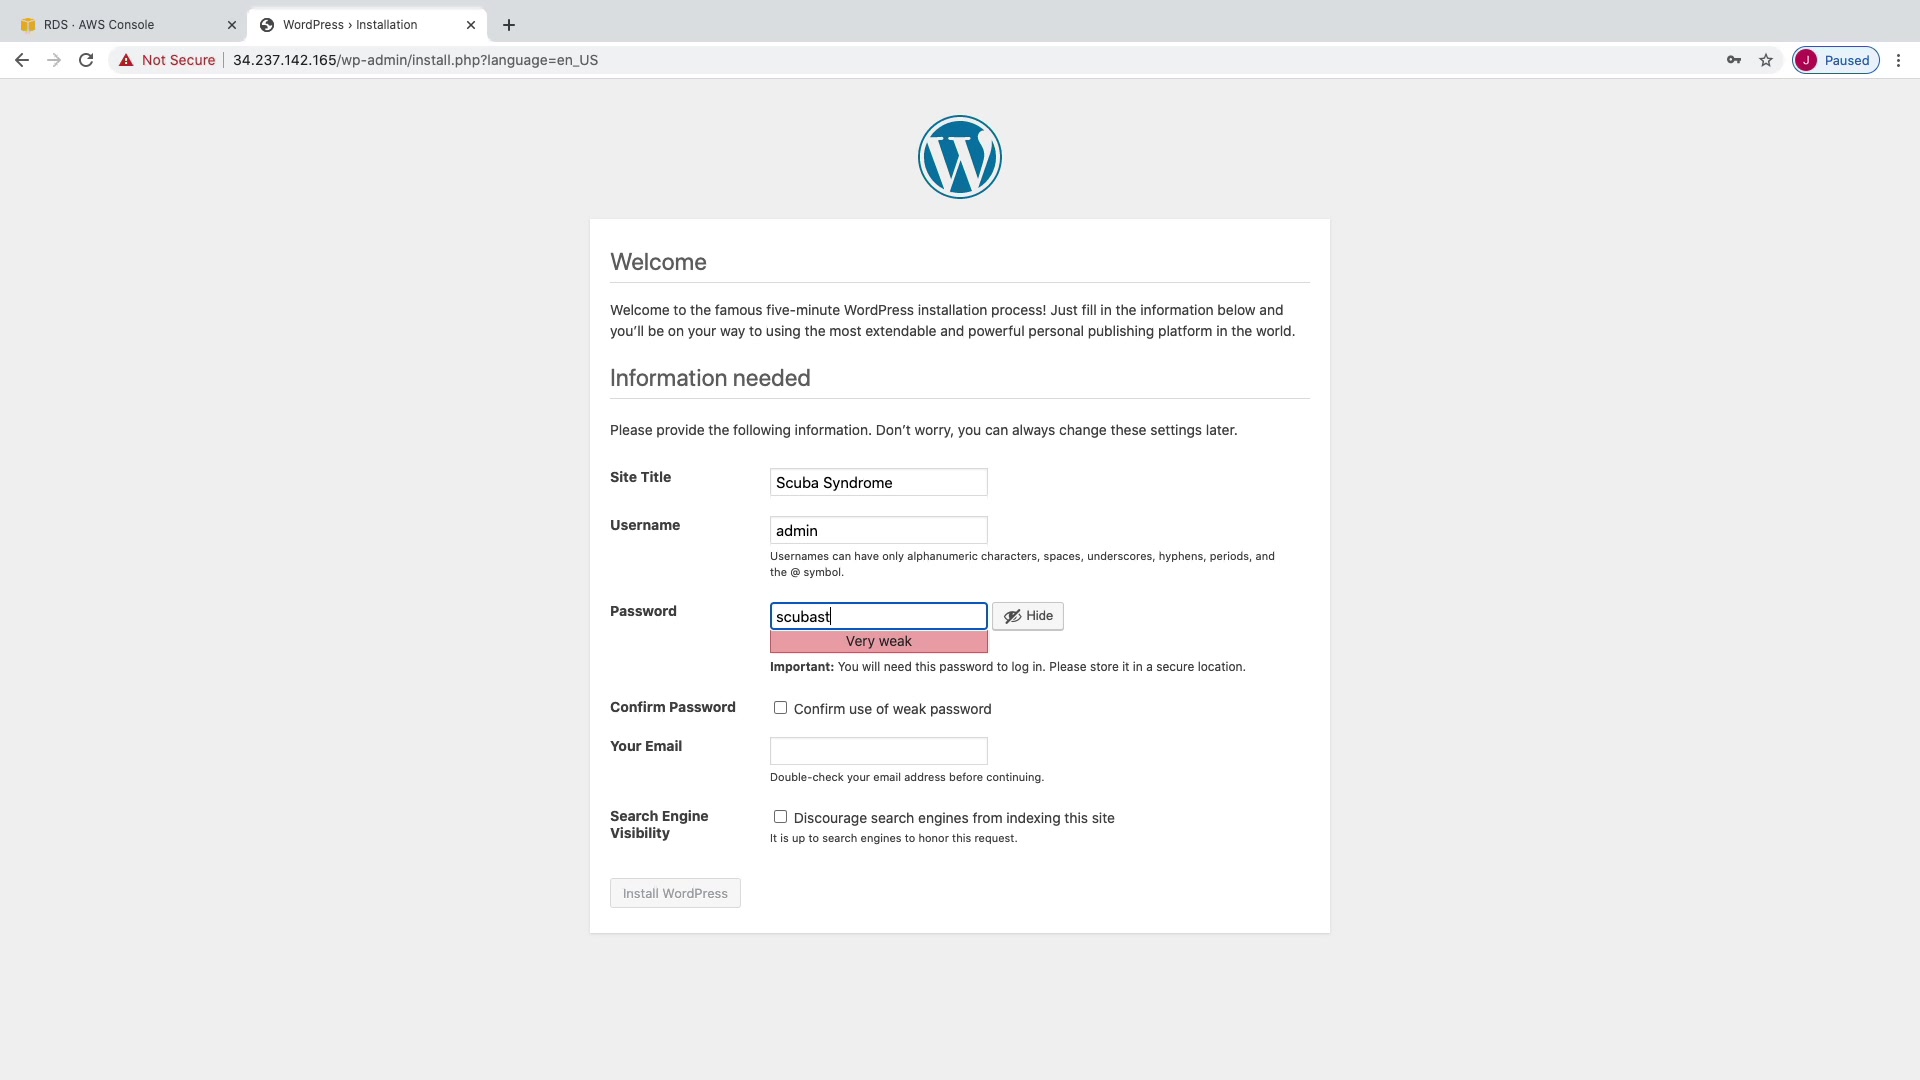 RDS · AWS Console
WordPress › Installation
Not Secure
34.237.142.165/wp-admin/install.php?language=en_US
J
Paused
W
Welcome
Welcome to the famous five-minute WordPress installation process! Just fill in the information below and
you’ll be on your way to using the most extendable and powerful personal publishing platform in the world.
Information needed
Please provide the following information. Don’t worry, you can always change these settings later.
Site Title
Scuba Syndrome
Username
admin
Usernames can have only alphanumeric characters, spaces, underscores, hyphens, periods, and
the @ symbol.
Password
scubast
Hide
Very weak
Important: You will need this password to log in. Please store it in a secure location.
Confirm Password
Confirm use of weak password
Your Email
Double-check your email address before continuing.
Search Engine
Visibility
Discourage search engines from indexing this site
It is up to search engines to honor this request.
Install WordPress